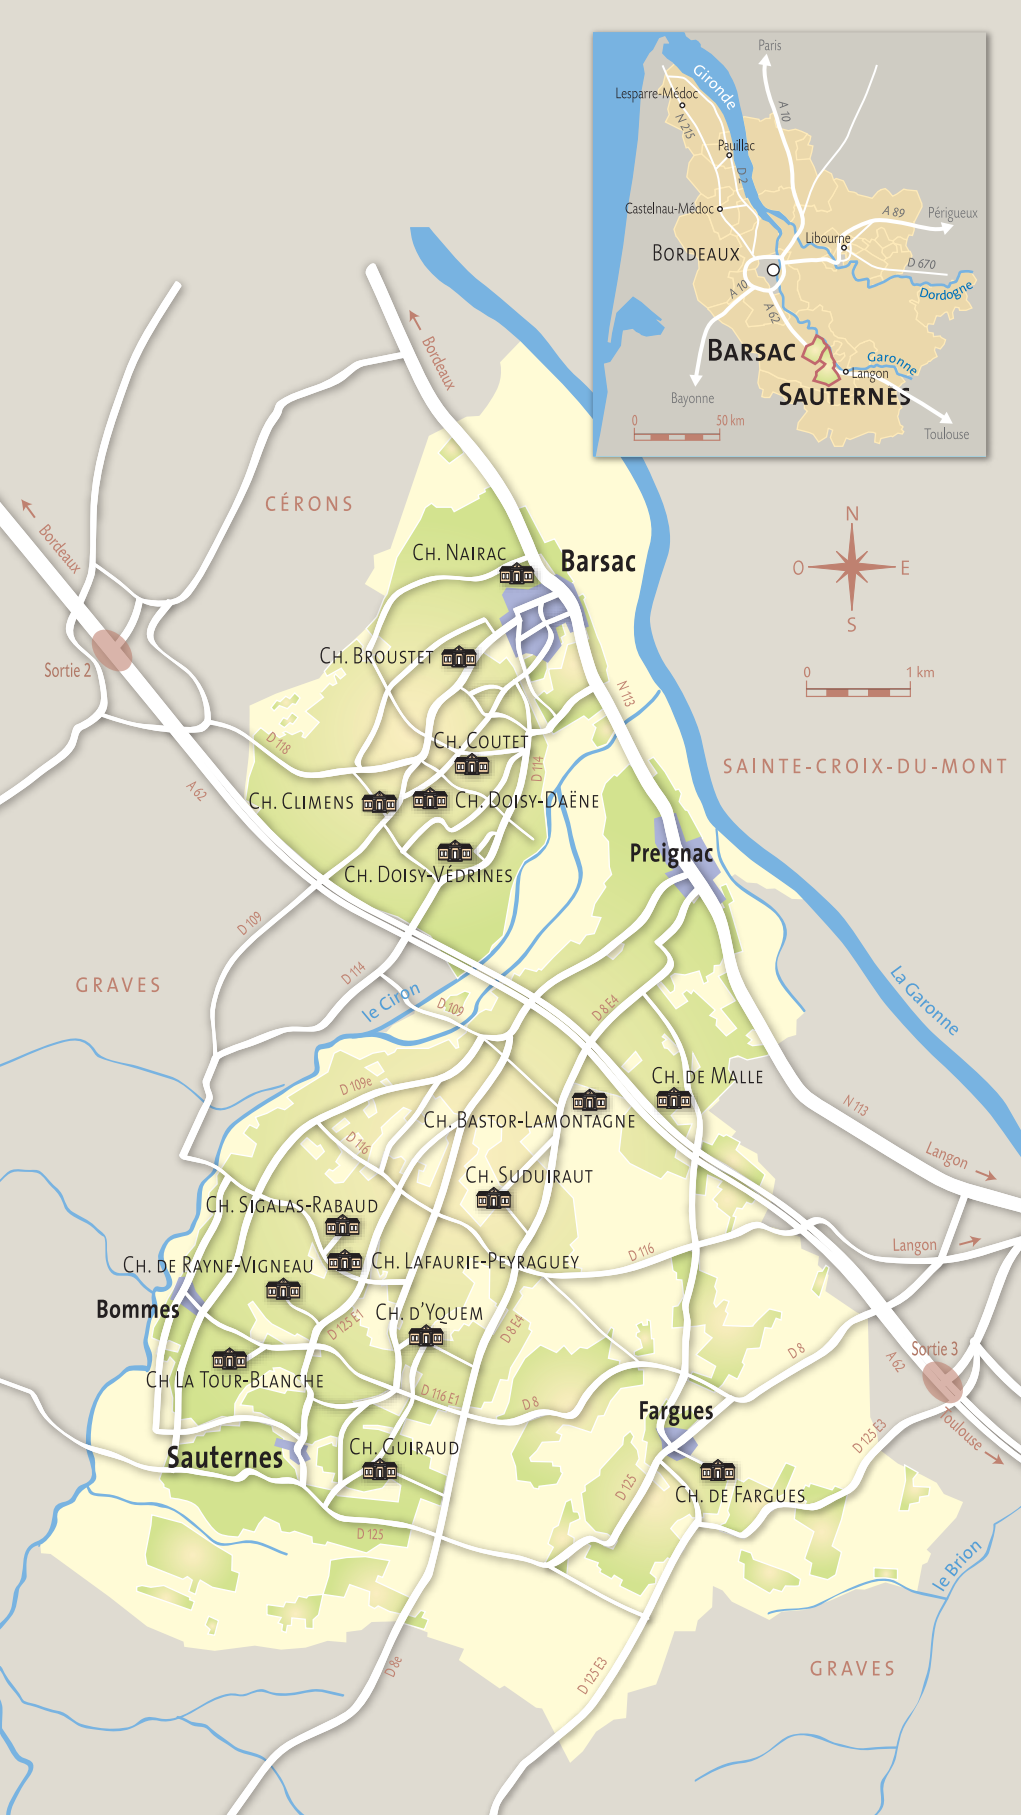 Paris
Gironde
Lesparre-Médoc
A 10
N 215
Pauillac
D 2
Castelnau-Médoc
A 89
Périgueux
Libourne
BORDEAUX
D 670
A 10
Dordogne
A 62
BARSAC
Garonne
Langon
Bayonne
SAUTERNES
0 50 km
Toulouse
Bordeaux
CÉRONS
Bordeaux
N
O E
S
CH. NAIRAC
Barsac
CH. BROUSTET
Sortie 2
0 1 km
N 113
D 118
CH. COUTET
D 114
SAINTE-CROIX-DU-MONT
A 62
CH. CLIMENS
CH. DOISY-DAËNE
Preignac
CH. DOISY-VÉDRINES
D 109
D 114
GRAVES
le Ciron
D 109
D 8 E4
La Garonne
D 109e
CH. DE MALLE
CH. BASTOR-LAMONTAGNE
N 113
D 116
Langon
CH. SUDUIRAUT
CH. SIGALAS-RABAUD
Langon
D 116
CH. DE RAYNE-VIGNEAU
CH. LAFAURIE-PEYRAGUEY
Bommes
CH. D'YQUEM
D 125 E1
D 8 E4
D 8
Sortie 3
A 62
CH LA TOUR-BLANCHE
D 116 E1
D 8
Fargues
Toulouse
D 125 E3
Sauternes
CH. GUIRAUD
D 125
CH. DE FARGUES
D 125
le Brion
D 8e
D 125 E3
GRAVES